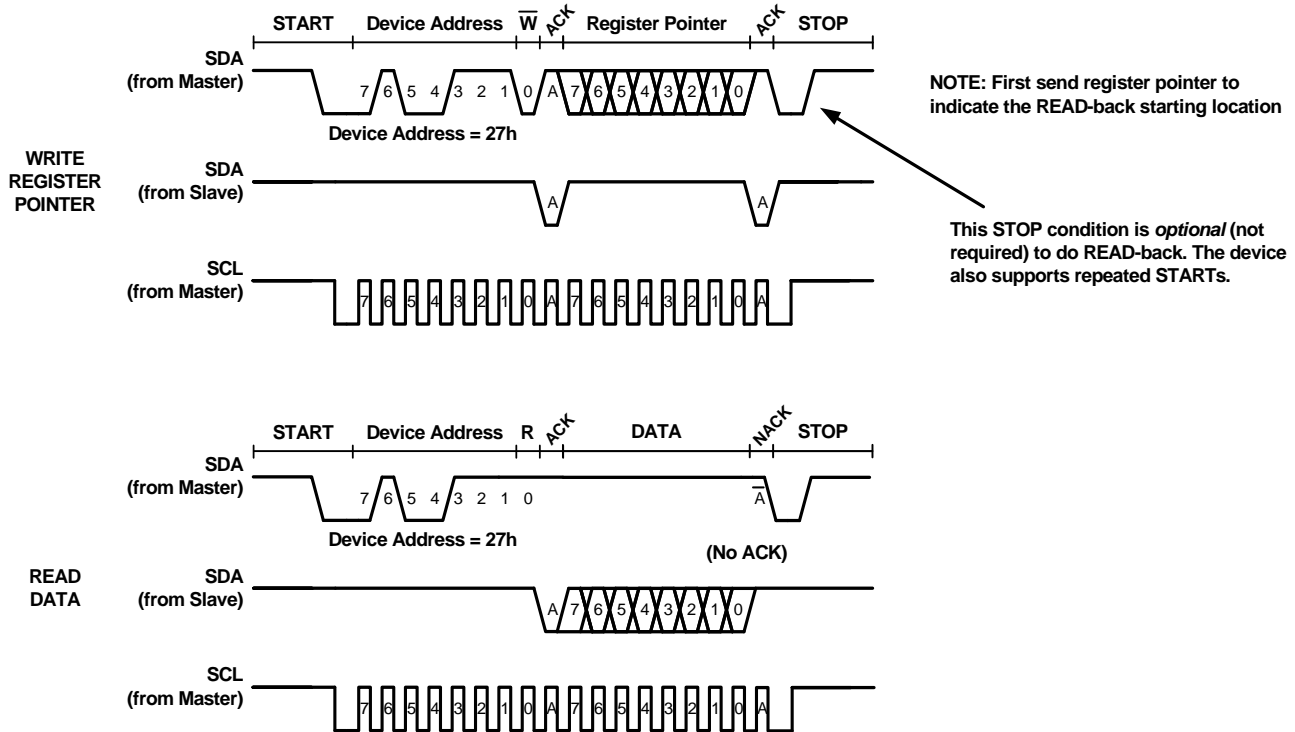 START Device Address W̅ ACK Register Pointer ACK STOP
SDA
(from Master)
7 6 5 4 3 2 1 0 A 7 6 5 4 3 2 1 0
Device Address = 27h
NOTE: First send register pointer to
indicate the READ-back starting location
WRITE
REGISTER
POINTER
SDA
(from Slave)
A A
This STOP condition is optional (not
required) to do READ-back. The device
also supports repeated STARTs.
SCL
(from Master)
7 6 5 4 3 2 1 0 A 7 6 5 4 3 2 1 0 A
START Device Address R ACK DATA NACK STOP
SDA
(from Master)
7 6 5 4 3 2 1 0 A̅
Device Address = 27h
(No ACK)
READ
DATA
SDA
(from Slave)
A 7 6 5 4 3 2 1 0
SCL
(from Master)
7 6 5 4 3 2 1 0 A 7 6 5 4 3 2 1 0 A